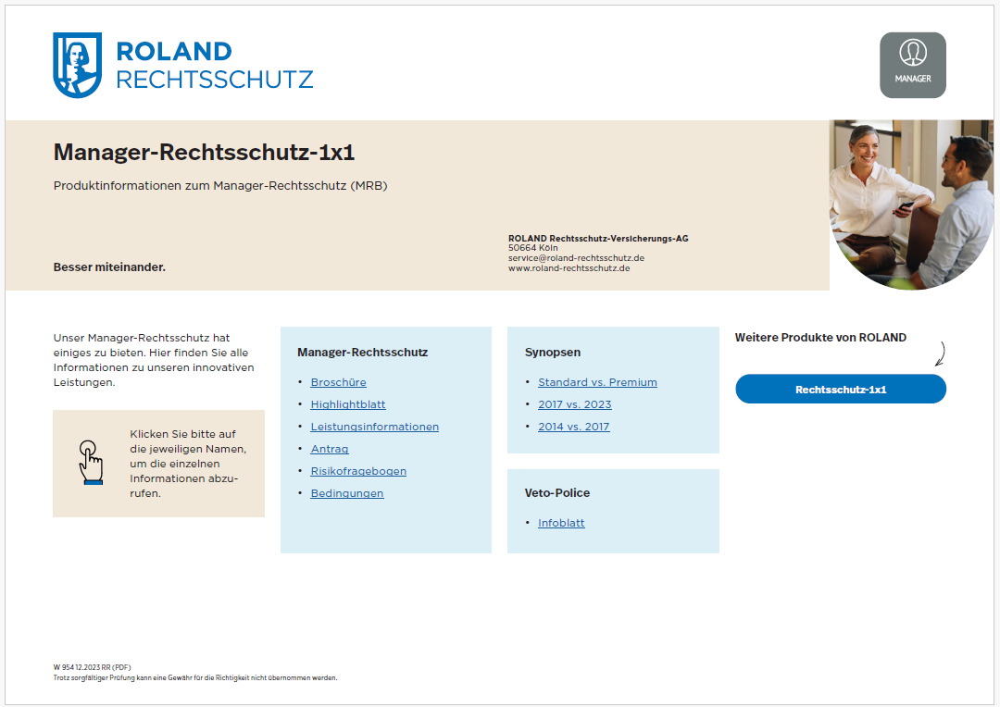 ROLAND
RECHTSSCHUTZ
MANAGER
Manager-Rechtsschutz-1x1
Produktinformationen zum Manager-Rechtsschutz (MRB)
Besser miteinander.
ROLAND Rechtsschutz-Versicherungs-AG
50664 Köln
service@roland-rechtsschutz.de
www.roland-rechtsschutz.de
Unser Manager-Rechtsschutz hat
einiges zu bieten. Hier finden Sie alle
Informationen zu unseren innovativen
Leistungen.
Klicken Sie bitte auf
die jeweiligen Namen,
um die einzelnen
Informationen abzu-
rufen.
Manager-Rechtsschutz
• Broschüre
• Highlightblatt
• Leistungsinformationen
• Antrag
• Risikofragebogen
• Bedingungen
Synopsen
• Standard vs. Premium
• 2017 vs. 2023
• 2014 vs. 2017
Veto-Police
• Infoblatt
Weitere Produkte von ROLAND
Rechtsschutz-1x1
W 954 12.2023 RR (PDF)
Trotz sorgfältiger Prüfung kann eine Gewähr für die Richtigkeit nicht übernommen werden.